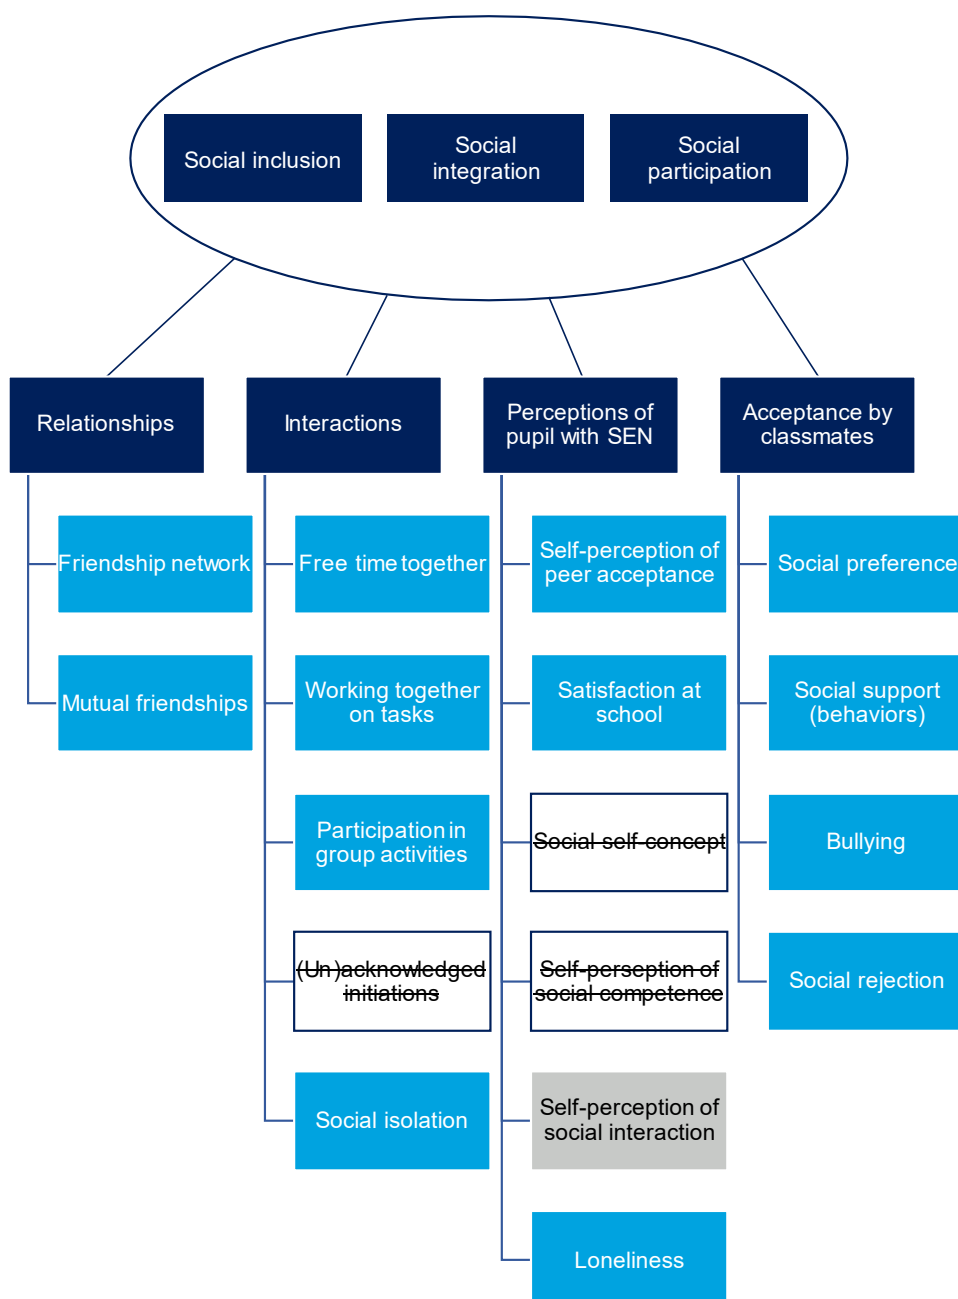 Social inclusion
Social
integration
Social
participation
Relationships
Interactions
Perceptions of
pupil with SEN
Acceptance by
classmates
Friendship network
Free time together
Self-perception of
peer acceptance
Social preference
Mutual friendships
Working together
on tasks
Satisfaction at
school
Social support
(behaviors)
Participation in
group activities
Social self-concept
Bullying
(Un)acknowledged
initiations
Self-perseption of
social competence
Social rejection
Social isolation
Self-perception of
social interaction
Loneliness